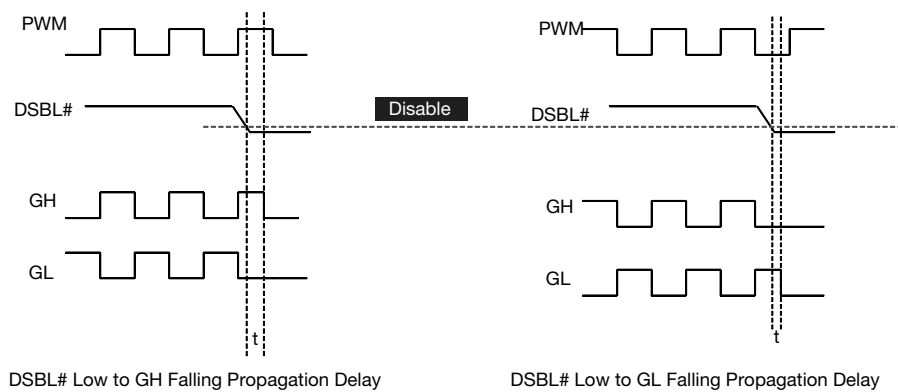 PWM
PWM
DSBL#
Disable
DSBL#
GH
GH
GL
GL
t
t
DSBL# Low to GH Falling Propagation Delay
DSBL# Low to GL Falling Propagation Delay